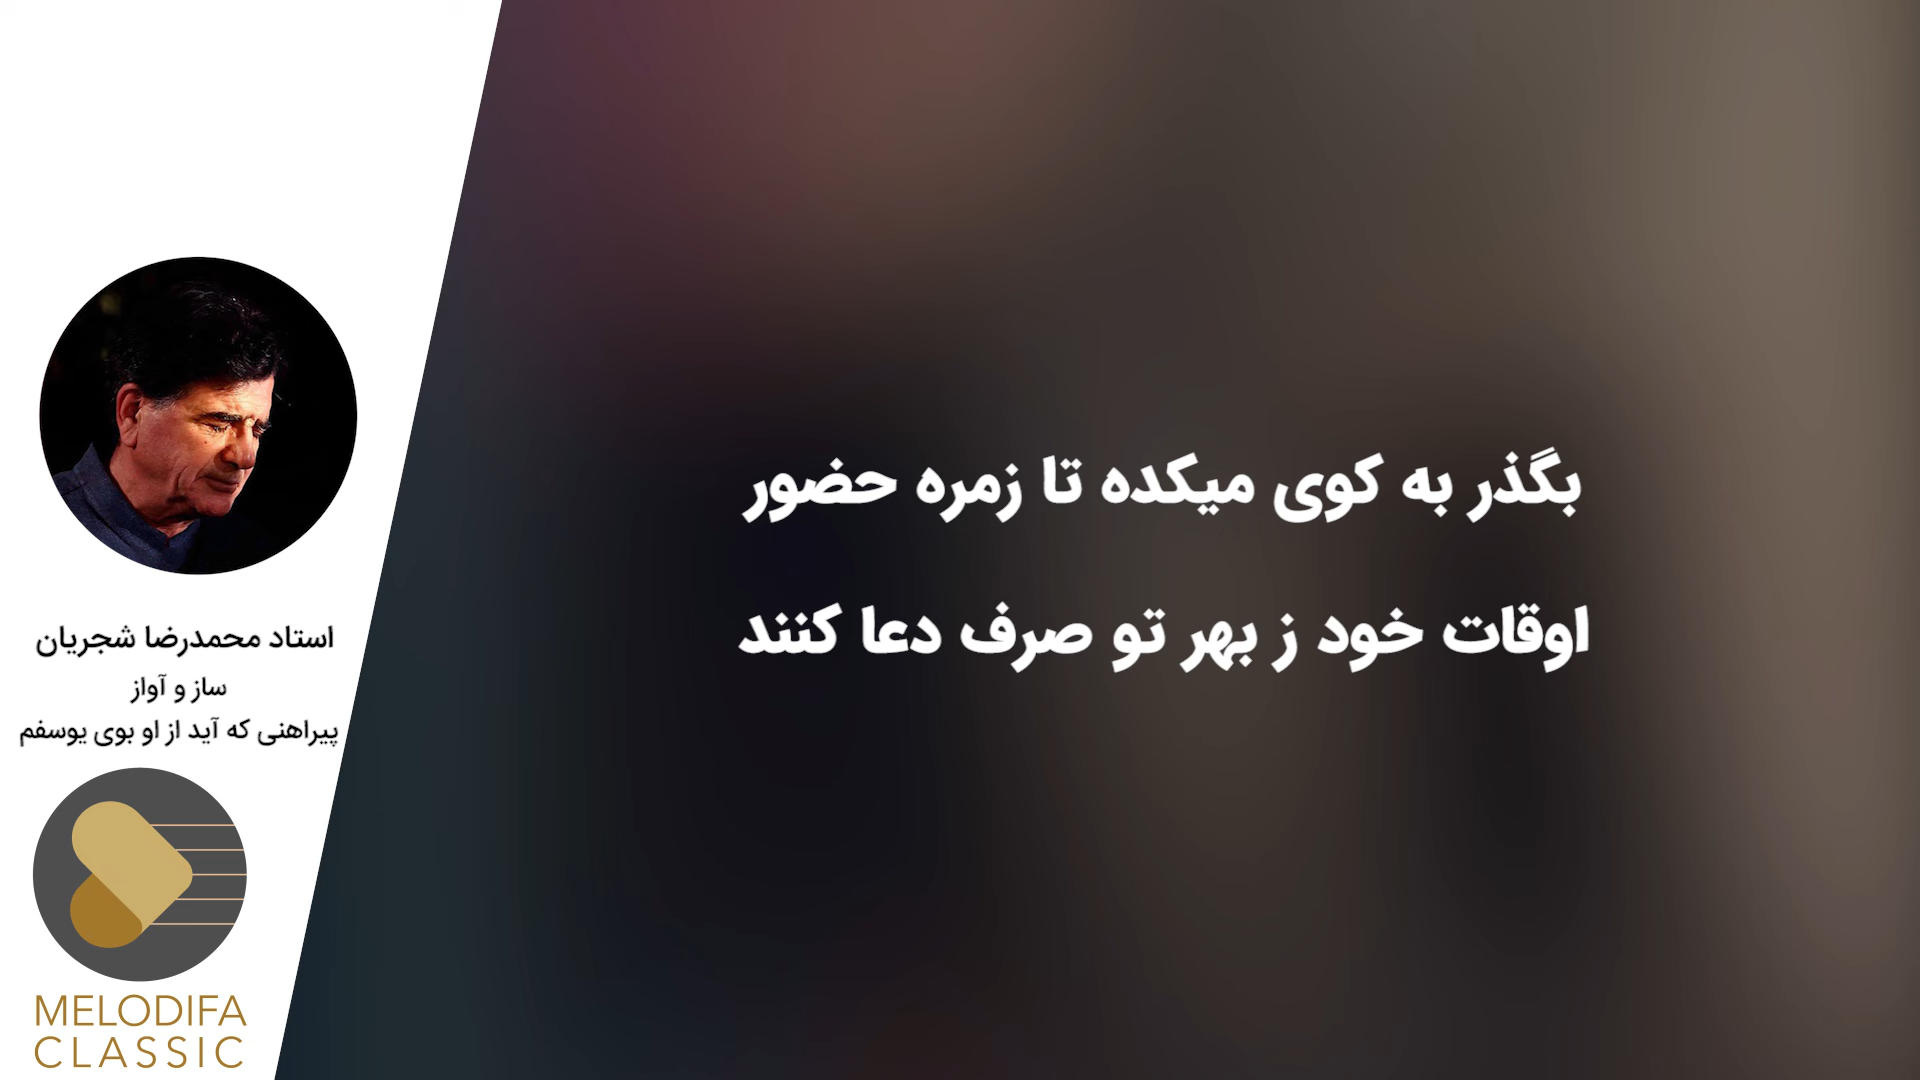 بگذر به کوی میکده تا زمره حضور
اوقات خود ز بهر تو صرف دعا کنند
استاد محمدرضا شجریان
ساز و آواز
پیراهنی که آید از او بوی یوسفم
MELODIFA
CLASSIC